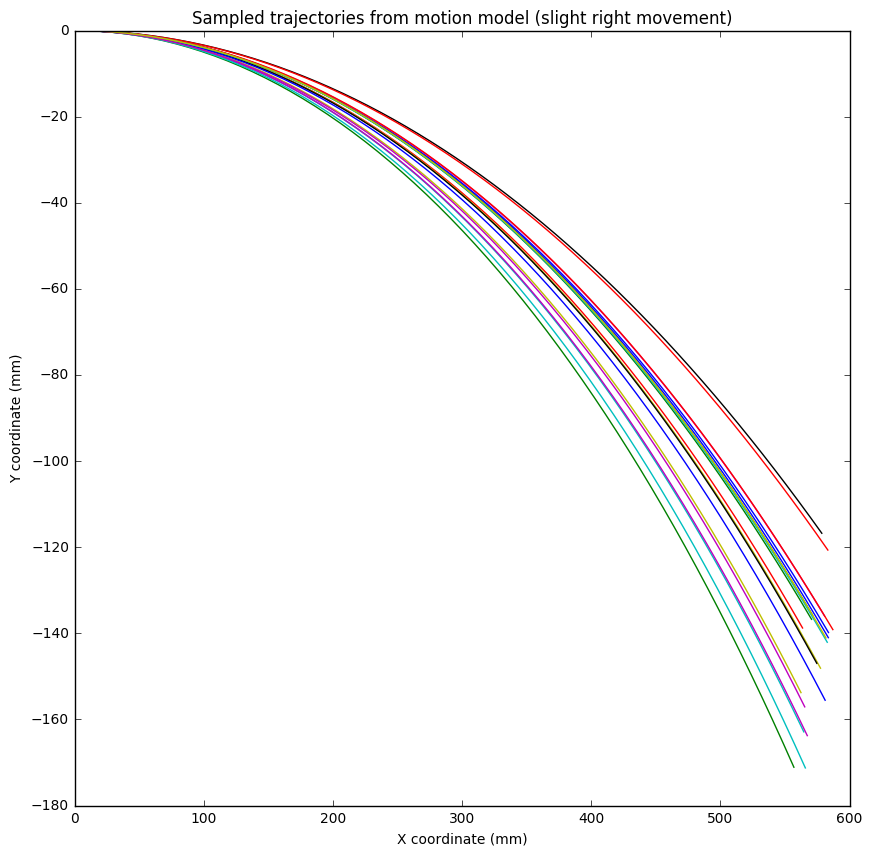 Sampled trajectories from motion model (slight right movement)
0
−20
−40
−60
−80
−100
−120
−140
−160
−180
Y coordinate (mm)
0 100 200 300 400 500 600
X coordinate (mm)